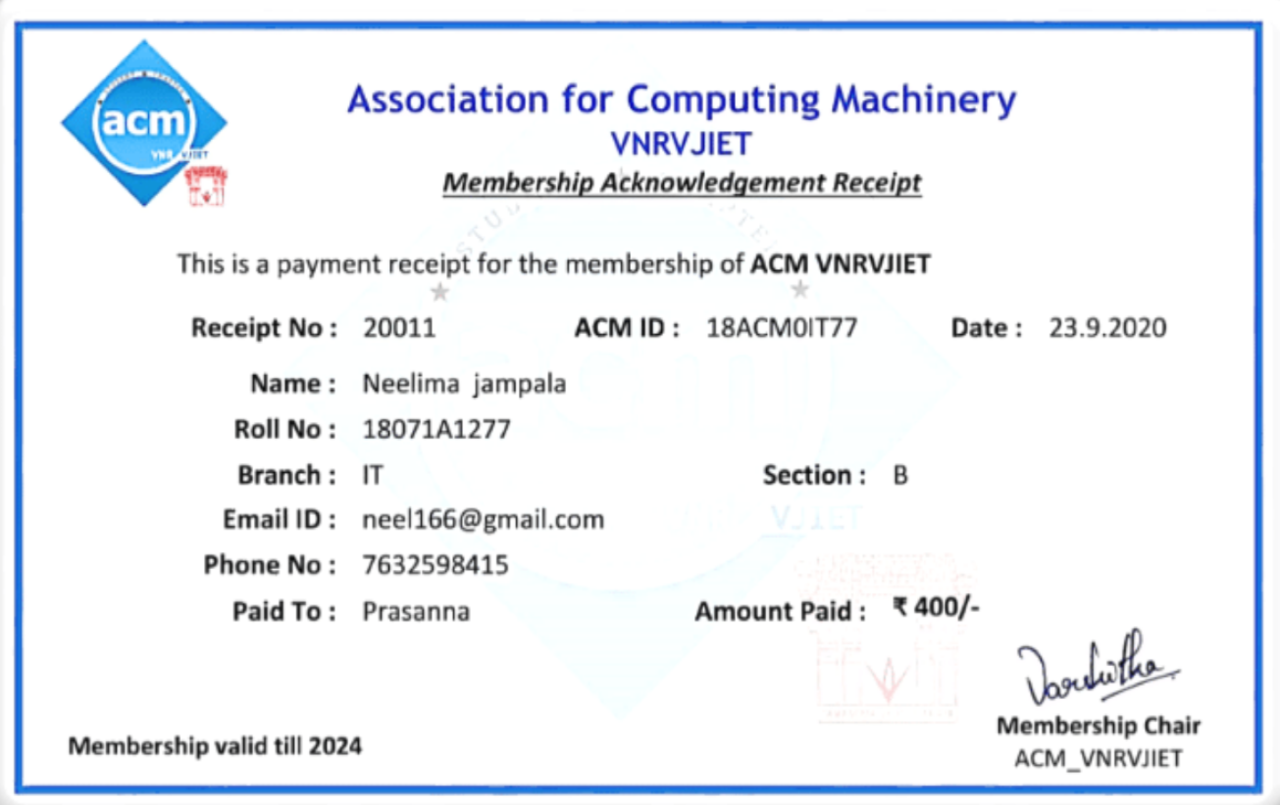 acm
VNR VJIET
Association for Computing Machinery
VNRVJIET
Membership Acknowledgement Receipt
This is a payment receipt for the membership of ACM VNRVJIET
Receipt No : 20011 ACM ID : 18ACM0IT77 Date : 23.9.2020
Name : Neelima jampala
Roll No : 18071A1277
Branch : IT Section : B
Email ID : neel166@gmail.com
Phone No : 7632598415
Paid To : Prasanna Amount Paid : ₹ 400/-
Membership Chair
Membership valid till 2024
ACM_VNRVJIET